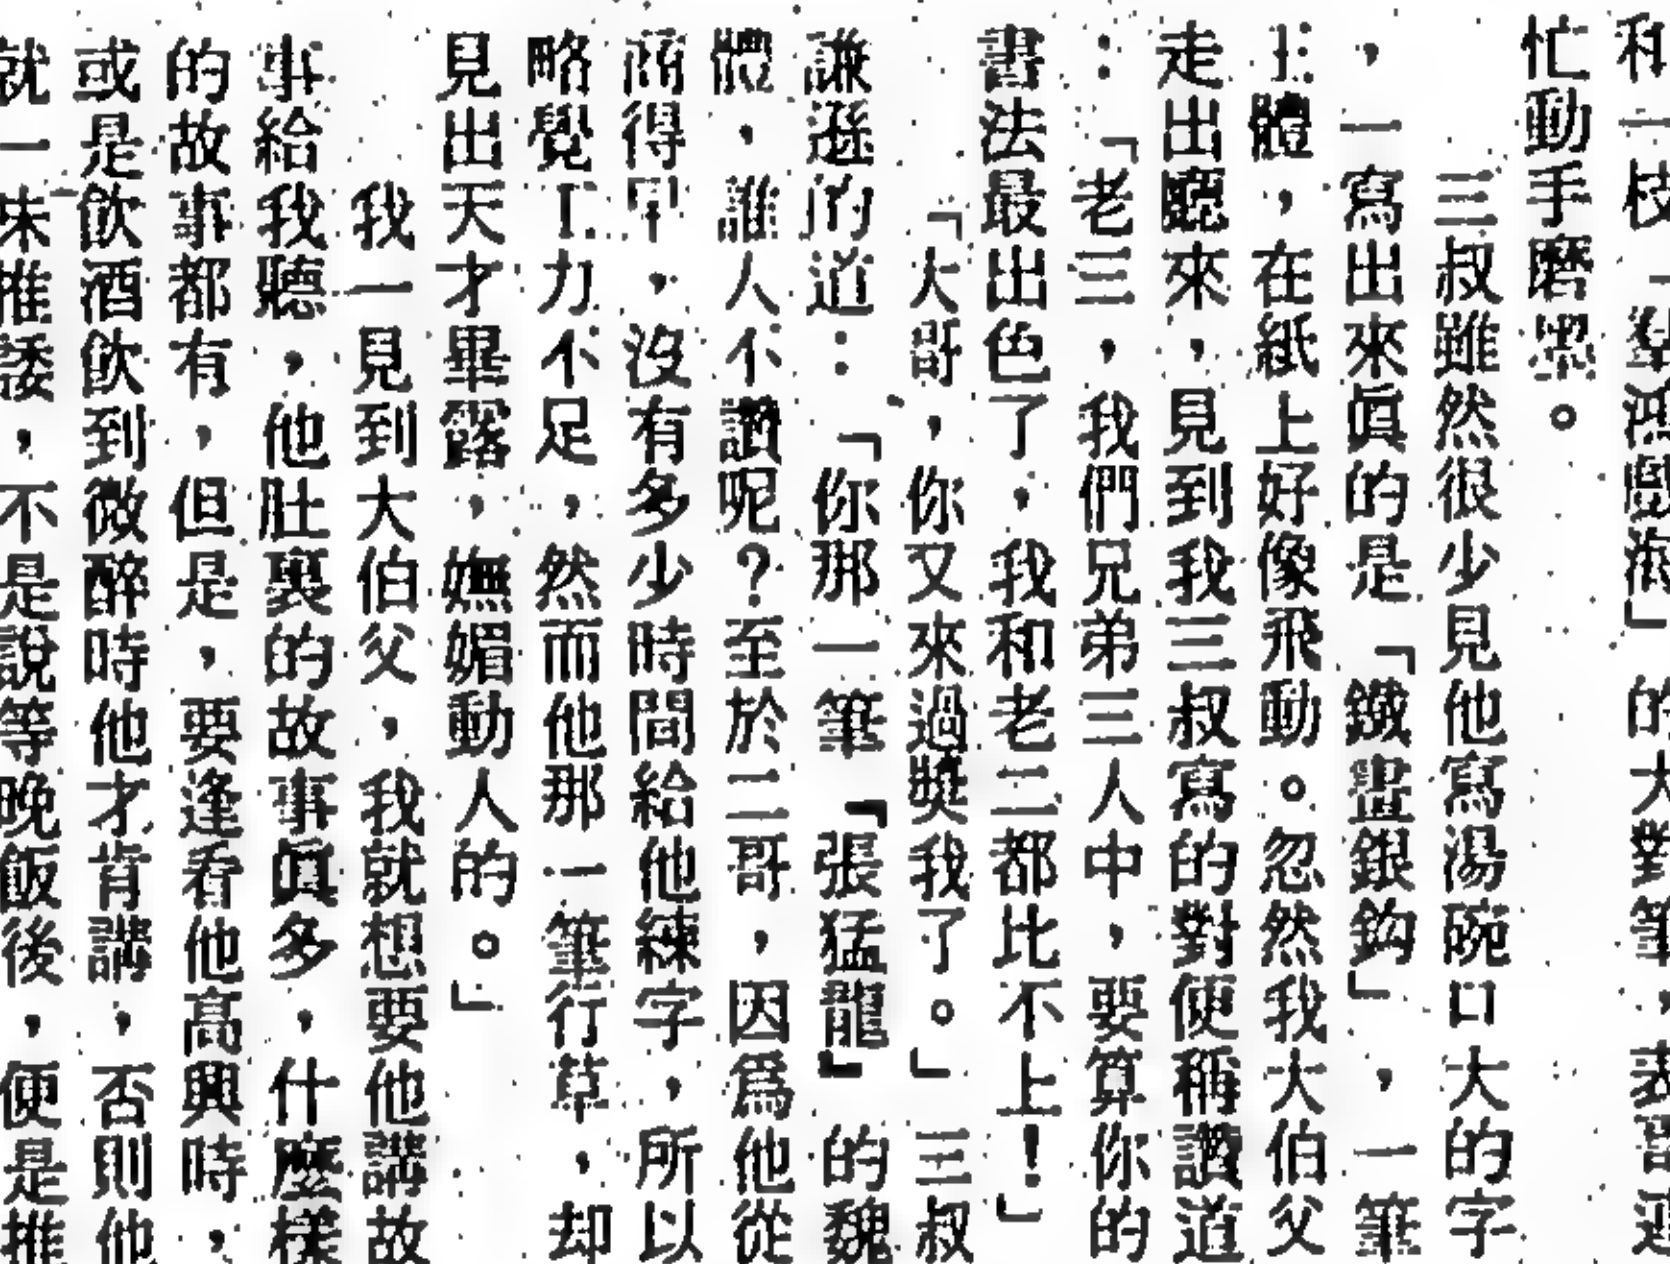 和一枝「羣鴻戲海」的大對筆，表哥連
忙動手磨墨。
三叔雖然很少見他寫湯碗口大的字
，一寫出來眞的是「鐵畫銀鈎」，一筆
主體，在紙上好像飛動。忽然我大伯父
走出廳來，見到我三叔寫的對便稱讚道
：「老三，我們兄弟三人中，要算你的
書法最出色了，我和老二都比不上！」
「大哥，你又來過獎我了。」三叔
謙遜的道：「你那一筆『張猛龍』的魏
體，誰人不讚呢？至於二哥，因爲他從
商得早，沒有多少時間給他練字，所以
略覺工力不足，然而他那一筆行草，却
見出天才畢露，嫵媚動人的。」
我一見到大伯父，我就想要他講故
事給我聽，他肚裏的故事眞多，什麼樣
的故事都有，但是，要逢看他高興時，
或是飲酒飲到微醉時他才肯講，否則他
就一味推諉，不是說等晚飯後，便是推